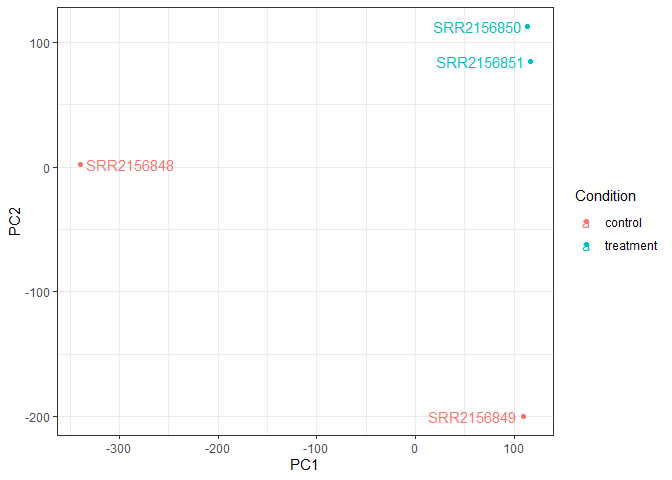 SRR2156850
SRR2156851
SRR2156848
SRR2156849
100
0
-100
-200
PC2
-300
-200
-100
0
100
PC1
Condition
a control
a treatment